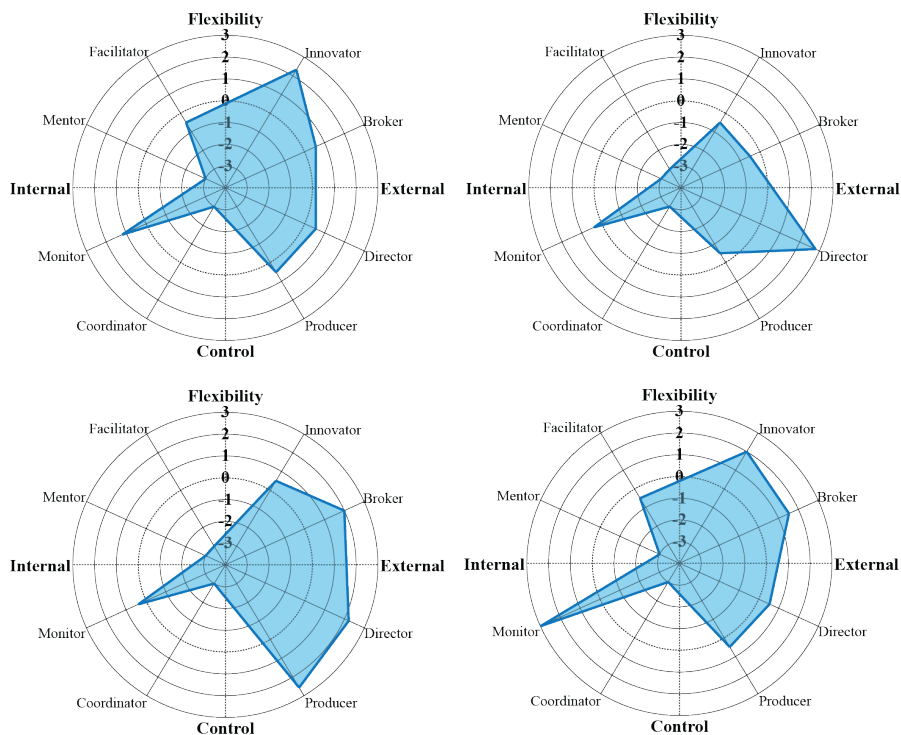 Flexibility
3
Facilitator
Innovator
2
1
0
Mentor
Broker
-1
-2
-3
Internal
External
Monitor
Director
Coordinator
Producer
Control
Flexibility
3
Facilitator
Innovator
2
1
0
Mentor
Broker
-1
-2
-3
Internal
External
Monitor
Director
Coordinator
Producer
Control
Flexibility
3
Facilitator
Innovator
2
1
0
Mentor
Broker
-1
-2
-3
Internal
External
Monitor
Director
Coordinator
Producer
Control
Flexibility
3
Facilitator
Innovator
2
1
0
Mentor
Broker
-1
-2
-3
Internal
External
Monitor
Director
Coordinator
Producer
Control